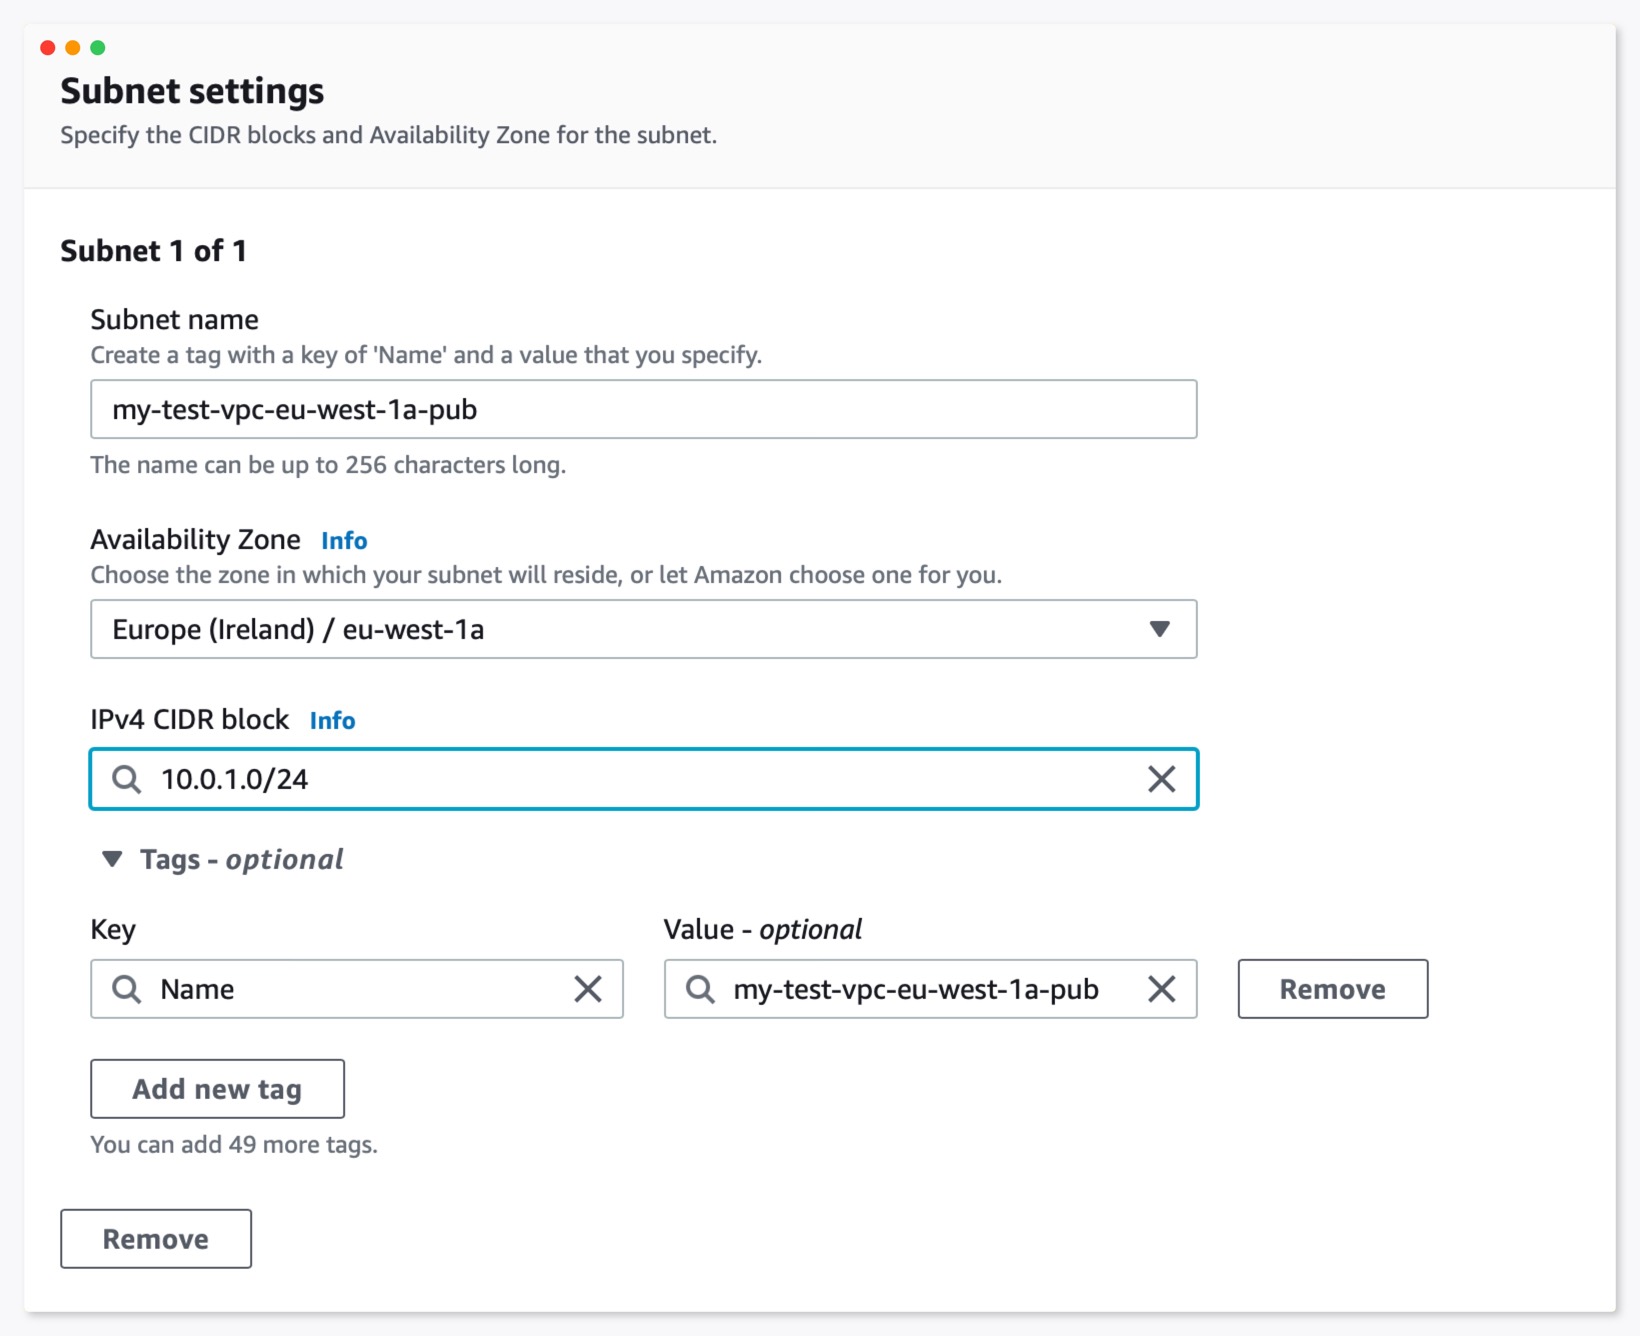 Subnet settings
Specify the CIDR blocks and Availability Zone for the subnet.
Subnet 1 of 1
Subnet name
Create a tag with a key of 'Name' and a value that you specify.
my-test-vpc-eu-west-1a-pub
The name can be up to 256 characters long.
Availability Zone Info
Choose the zone in which your subnet will reside, or let Amazon choose one for you.
Europe (Ireland) / eu-west-1a
IPv4 CIDR block Info
10.0.1.0/24
Tags - optional
Key Value - optional
Name my-test-vpc-eu-west-1a-pub Remove
Add new tag
You can add 49 more tags.
Remove